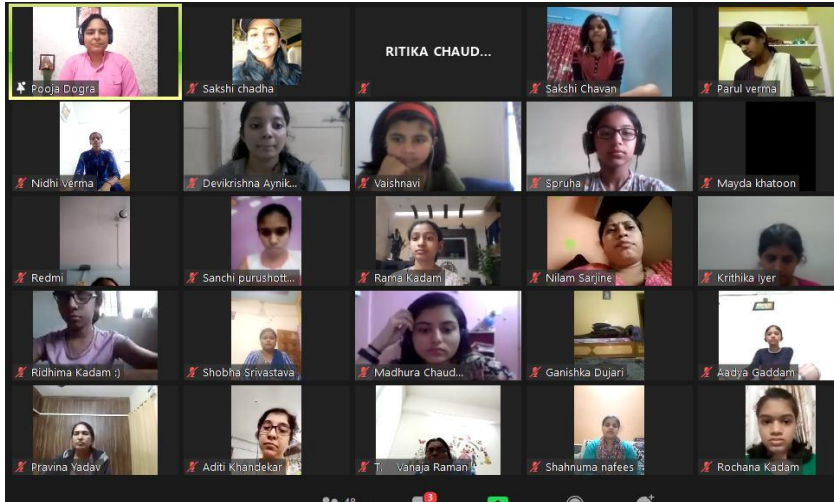 RITIKA CHAUD...
Pooja Dogra
Sakshi chadha
Sakshi Chavan
Parul verma
Nidhi Verma
Devikrishna Aynik...
Vaishnavi
Spruha
Mayda khatoon
Redmi
Sanchi purushott...
Rama Kadam
Nilam Sarjine
Krithika Iyer
Ridhima Kadam :)
Shobha Srivastava
Madhura Chaud...
Ganishka Dujari
Aadya Gaddam
Pravina Yadav
Aditi Khandekar
T. Vanaja Raman
Shahnuma nafees
Rochana Kadam
48 3